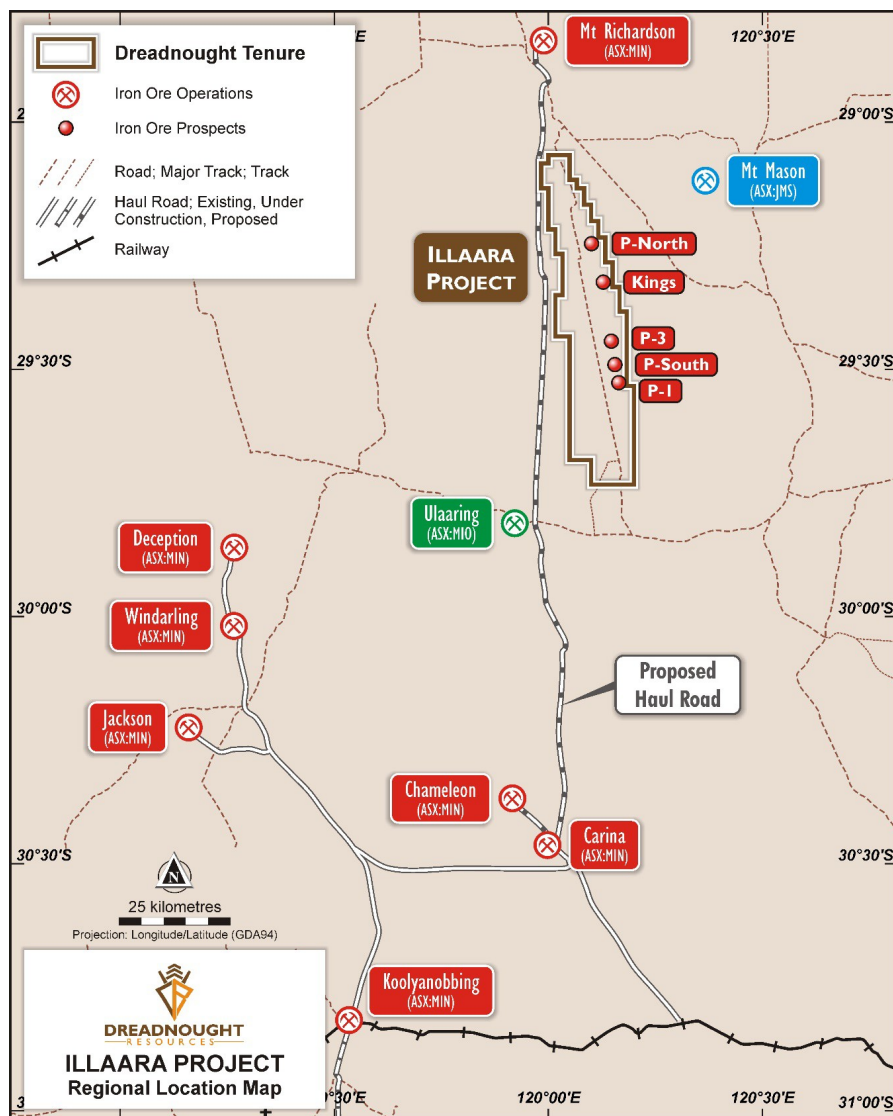 Dreadnought Tenure
Iron Ore Operations
Iron Ore Prospects
Road; Major Track; Track
Haul Road; Existing, Under
Construction, Proposed
Railway
Mt Richardson
(ASX:MIN)
120°30'E
29°00'S
Mt Mason
(ASX:JMS)
ILLAARA
PROJECT
P-North
Kings
P-3
P-South
P-1
29°30'S
29°30'S
Ulaaring
(ASX:MIO)
Deception
(ASX:MIN)
Windarling
(ASX:MIN)
30°00'S
30°00'S
Proposed
Haul Road
Jackson
(ASX:MIN)
Chameleon
(ASX:MIN)
Carina
(ASX:MIN)
30°30'S
30°30'S
N
25 kilometres
Projection: Longitude/Latitude (GDA94)
Koolyanobbing
(ASX:MIN)
DREADNOUGHT
RESOURCES
ILLAARA PROJECT
Regional Location Map
120°00'E
120°30'E
31°00'S